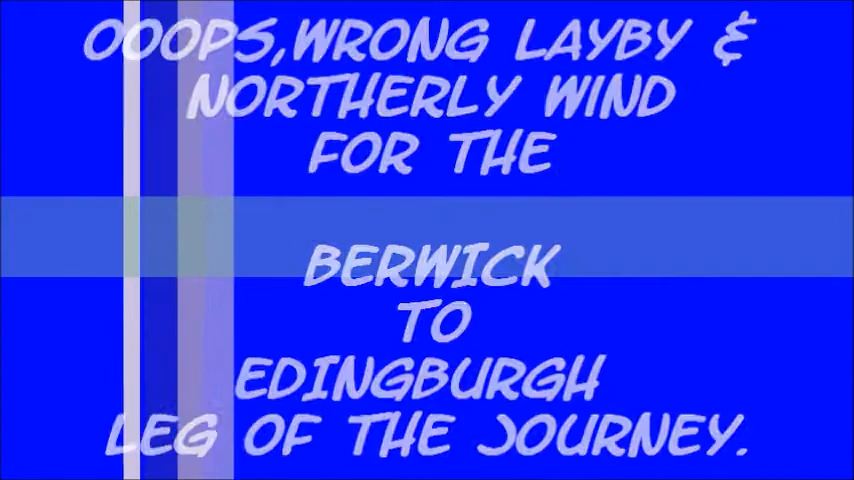 OOOPS,WRONG LAYBY &
NORTHERLY WIND
FOR THE
BERWICK
TO
EDINGBURGH
LEG OF THE JOURNEY.